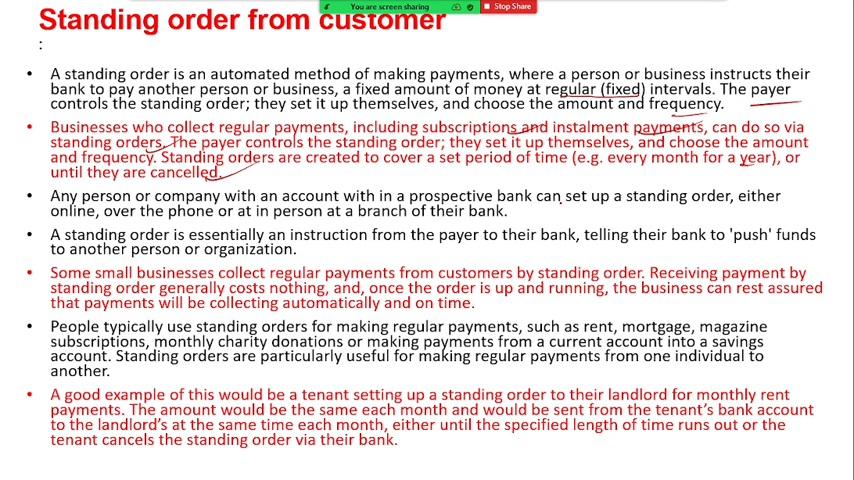 You are screen sharing
Stop Share
Standing order from customer
:
• A standing order is an automated method of making payments, where a person or business instructs their
bank to pay another person or business, a fixed amount of money at regular (fixed) intervals. The payer
controls the standing order; they set it up themselves, and choose the amount and frequency.
• Businesses who collect regular payments, including subscriptions and instalment payments, can do so via
standing orders. The payer controls the standing order; they set it up themselves, and choose the amount
and frequency. Standing orders are created to cover a set period of time (e.g. every month for a year), or
until they are cancelled.
• Any person or company with an account with in a prospective bank can set up a standing order, either
online, over the phone or at in person at a branch of their bank.
• A standing order is essentially an instruction from the payer to their bank, telling their bank to 'push' funds
to another person or organization.
• Some small businesses collect regular payments from customers by standing order. Receiving payment by
standing order generally costs nothing, and, once the order is up and running, the business can rest assured
that payments will be collecting automatically and on time.
• People typically use standing orders for making regular payments, such as rent, mortgage, magazine
subscriptions, monthly charity donations or making payments from a current account into a savings
account. Standing orders are particularly useful for making regular payments from one individual to
another.
• A good example of this would be a tenant setting up a standing order to their landlord for monthly rent
payments. The amount would be the same each month and would be sent from the tenant’s bank account
to the landlord’s at the same time each month, either until the specified length of time runs out or the
tenant cancels the standing order via their bank.